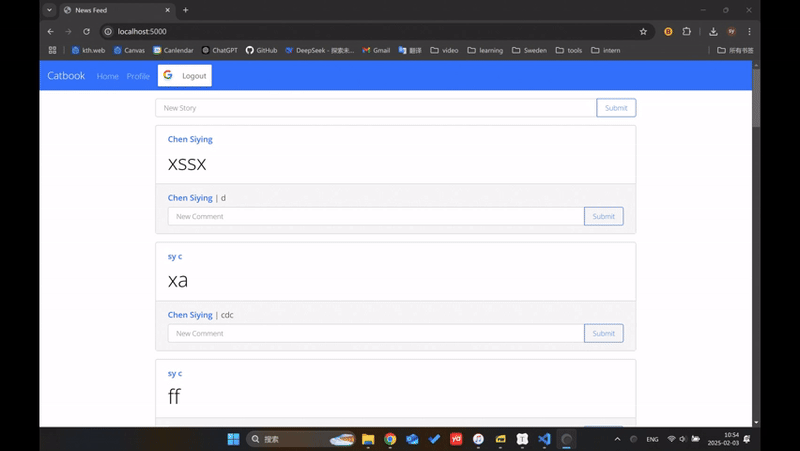 News Feed
localhost:5000
kth.web
Canvas
Canlendar
ChatGPT
GitHub
DeepSeek - 探索未...
Gmail
翻译
video
learning
Sweden
tools
intern
所有书签
Catbook
Home
Profile
Logout
New Story
Submit
Chen Siying
xssx
Chen Siying | d
New Comment
Submit
sy c
xa
Chen Siying | cdc
New Comment
Submit
sy c
ff
搜索
ENG
10:54
2025-02-03